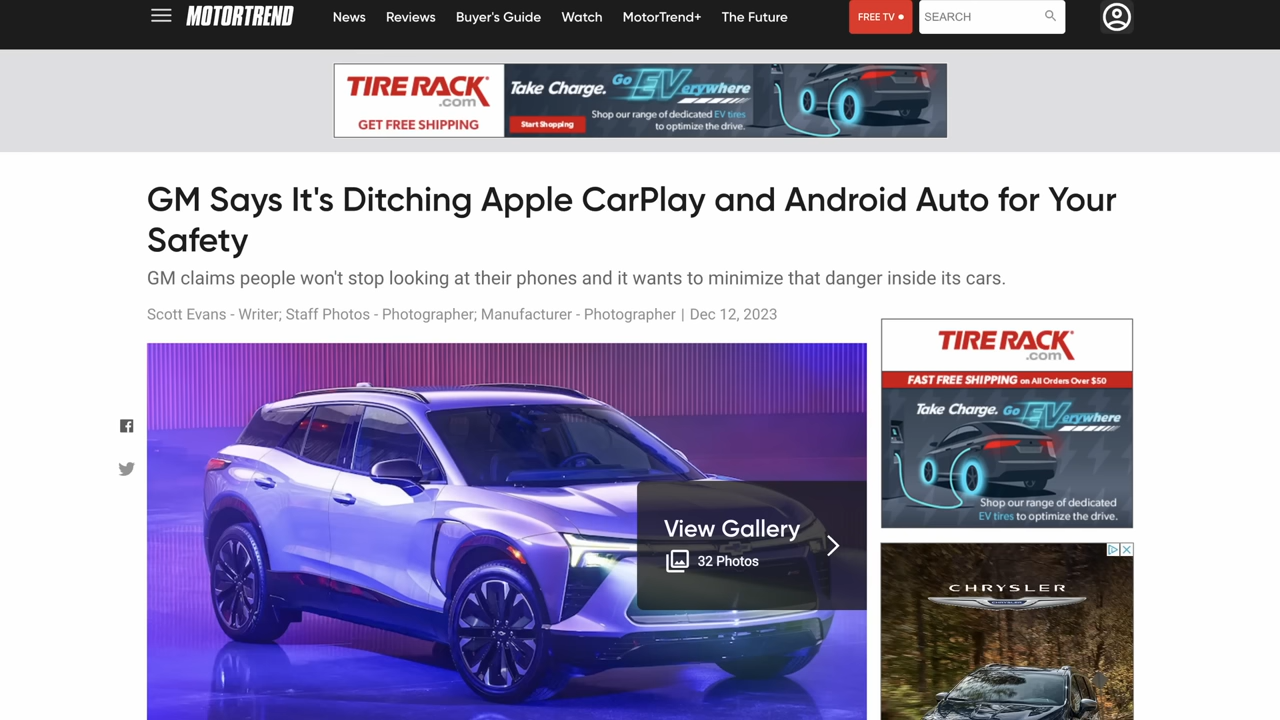 MOTORTREND
News Reviews Buyer's Guide Watch MotorTrend+ The Future
FREE TV
SEARCH
TIRE RACK
.com
GET FREE SHIPPING
Take Charge. Go EVerywhere
Start Shopping
Shop our range of dedicated EV tires
to optimize the drive.
GM Says It's Ditching Apple CarPlay and Android Auto for Your
Safety
GM claims people won't stop looking at their phones and it wants to minimize that danger inside its cars.
Scott Evans - Writer; Staff Photos - Photographer; Manufacturer - Photographer | Dec 12, 2023
View Gallery
32 Photos
TIRE RACK
.com
FAST FREE SHIPPING on All Orders Over $50
Take Charge. Go EVerywhere
Shop our range of dedicated
EV tires to optimize the drive.
CHRYSLER